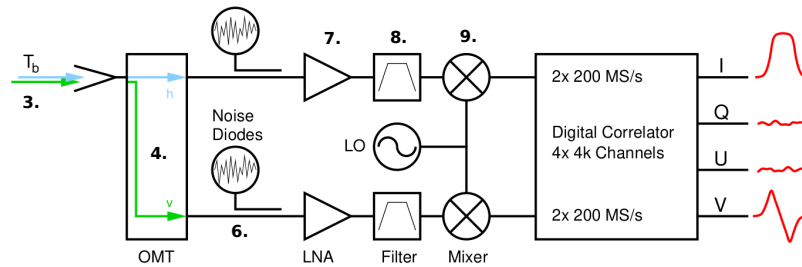 7.
8.
9.
T_b
3.
h
2x 200 MS/s
I
Noise
Diodes
LO
Digital Correlator
4x 4k Channels
Q
4.
U
v
6.
2x 200 MS/s
V
OMT
LNA
Filter
Mixer